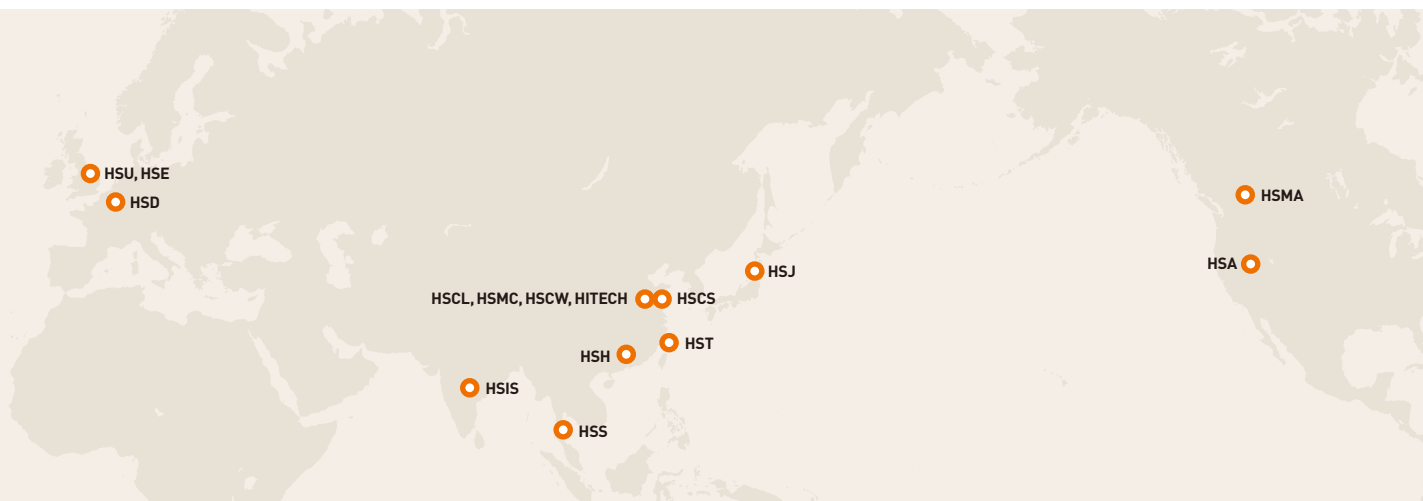 HSU, HSE
HSD
HSMA
HSA
HSJ
HSCL, HSMC, HSCW, HITECH
HSCS
HST
HSH
HSIS
HSS